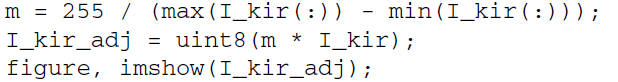 m = 255 / (max(I_kir(:)) - min(I_kir(:)));
I_kir_adj = uint8(m * I_kir);
figure, imshow(I_kir_adj);